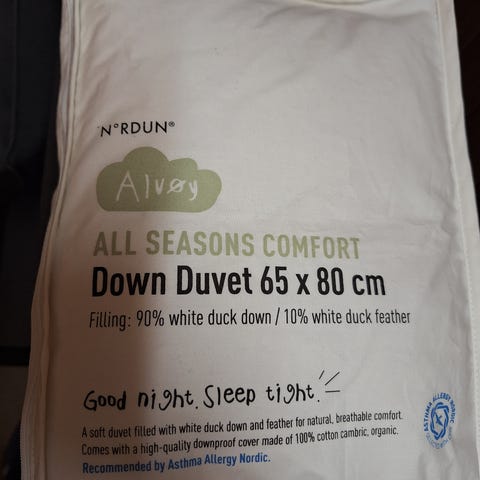 N°RDUN®
Alvøy
ALL SEASONS COMFORT
Down Duvet 65 x 80 cm
Filling: 90% white duck down / 10% white duck feather
Good night. Sleep tight.
A soft duvet filled with white duck down and feather for natural, breathable comfort.
Comes with a high-quality downproof cover made of 100% cotton cambric, organic.
Recommended by Asthma Allergy Nordic.
ASTHMA ALLERGY NORDIC